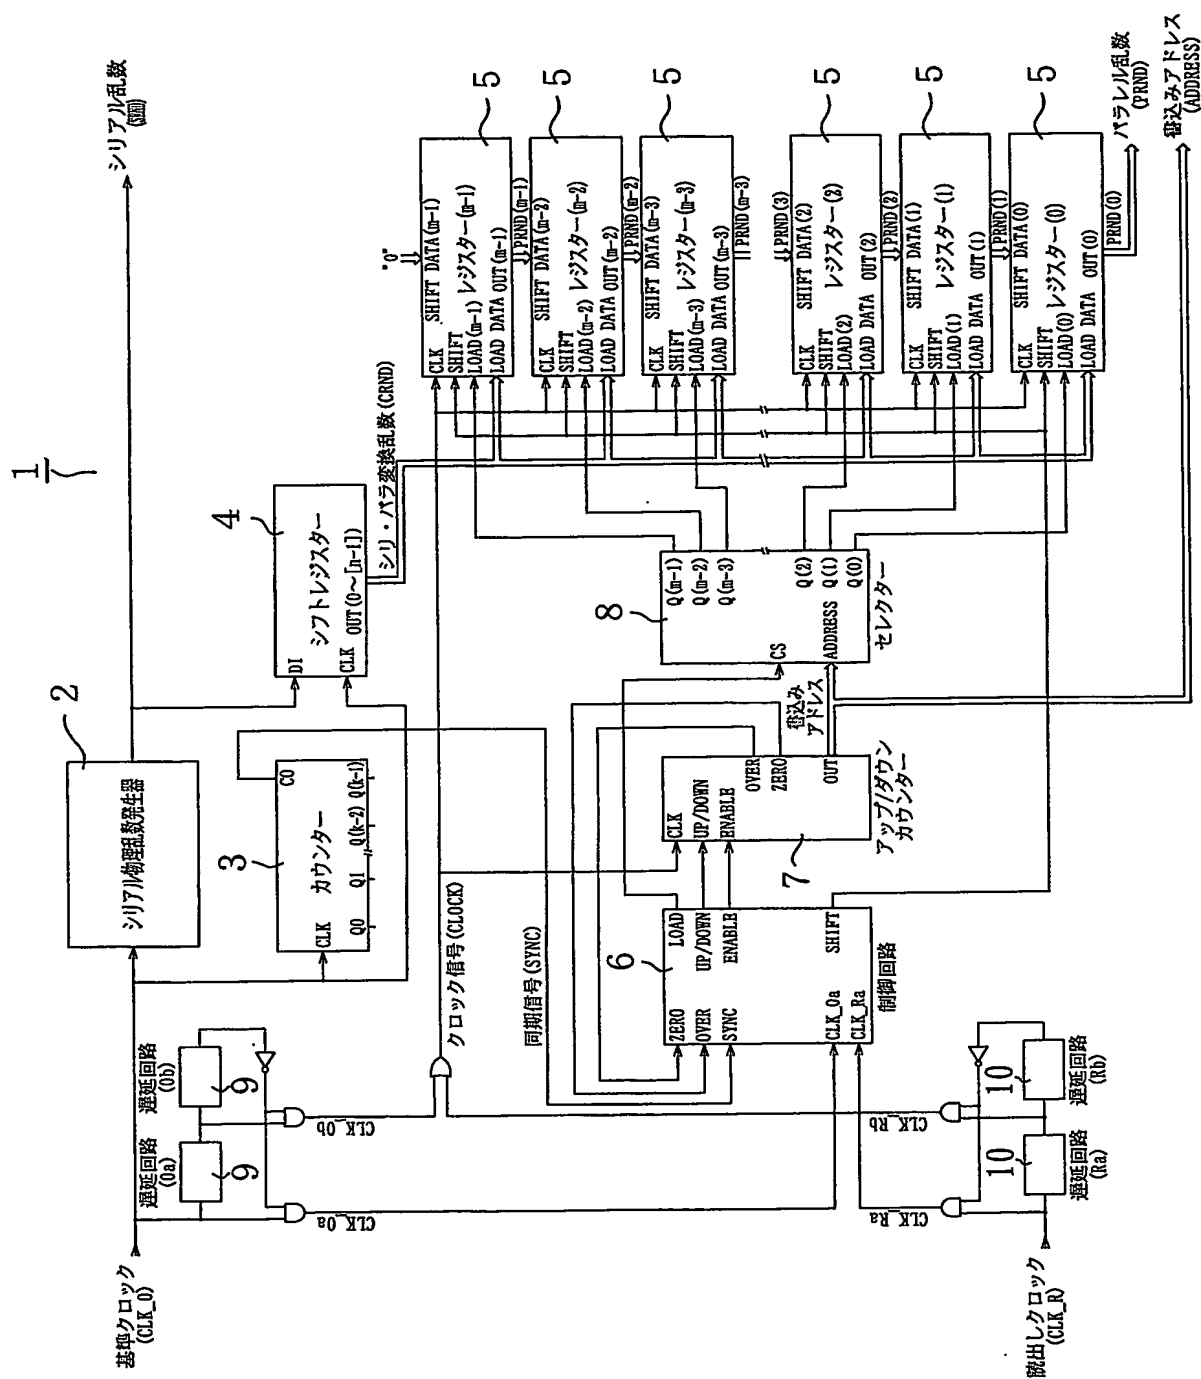 1
基準クロック
(CLK_0)
遅延回路
(0a)
9
遅延回路
(0b)
9
CLK_0a
CLK_0b
シリアル物理乱数発生器
2
シリアル乱数
カウンター
3
CLK
CO
Q0
Q1
Q(k-2)
Q(k-1)
シフトレジスター
4
DI
CLK
OUT(0～[n-1])
シリ・パラ変換乱数(CRND)
クロック信号(CLOCK)
同期信号(SYNC)
制御回路
6
ZERO
OVER
SYNC
CLK_0a
CLK_Ra
LOAD
UP/DOWN
ENABLE
SHIFT
アップ/ダウン
カウンター
7
CLK
UP/DOWN
ENABLE
OVER
ZERO
OUT
書込み
アドレス
セレクター
8
CS
ADDRESS
Q(m-1)
Q(m-2)
Q(m-3)
Q(2)
Q(1)
Q(0)
"0"
SHIFT DATA(m-1)
CLK
SHIFT
レジスター(m-1)
LOAD(m-1)
LOAD DATA OUT(m-1)
5
PRND(m-1)
SHIFT DATA(m-2)
CLK
SHIFT
レジスター(m-2)
LOAD(m-2)
LOAD DATA OUT(m-2)
5
PRND(m-2)
SHIFT DATA(m-3)
CLK
SHIFT
レジスター(m-3)
LOAD(m-3)
LOAD DATA OUT(m-3)
5
PRND(m-3)
PRND(3)
SHIFT DATA(2)
CLK
SHIFT
レジスター(2)
LOAD(2)
LOAD DATA OUT(2)
5
PRND(2)
SHIFT DATA(1)
CLK
SHIFT
レジスター(1)
LOAD(1)
LOAD DATA OUT(1)
5
PRND(1)
SHIFT DATA(0)
CLK
SHIFT
レジスター(0)
LOAD(0)
LOAD DATA OUT(0)
5
PRND(0)
パラレル乱数
(PRND)
書込みアドレス
(ADDRESS)
読出しクロック
(CLK_R)
遅延回路
(Ra)
10
遅延回路
(Rb)
10
CLK_Ra
CLK_Rb